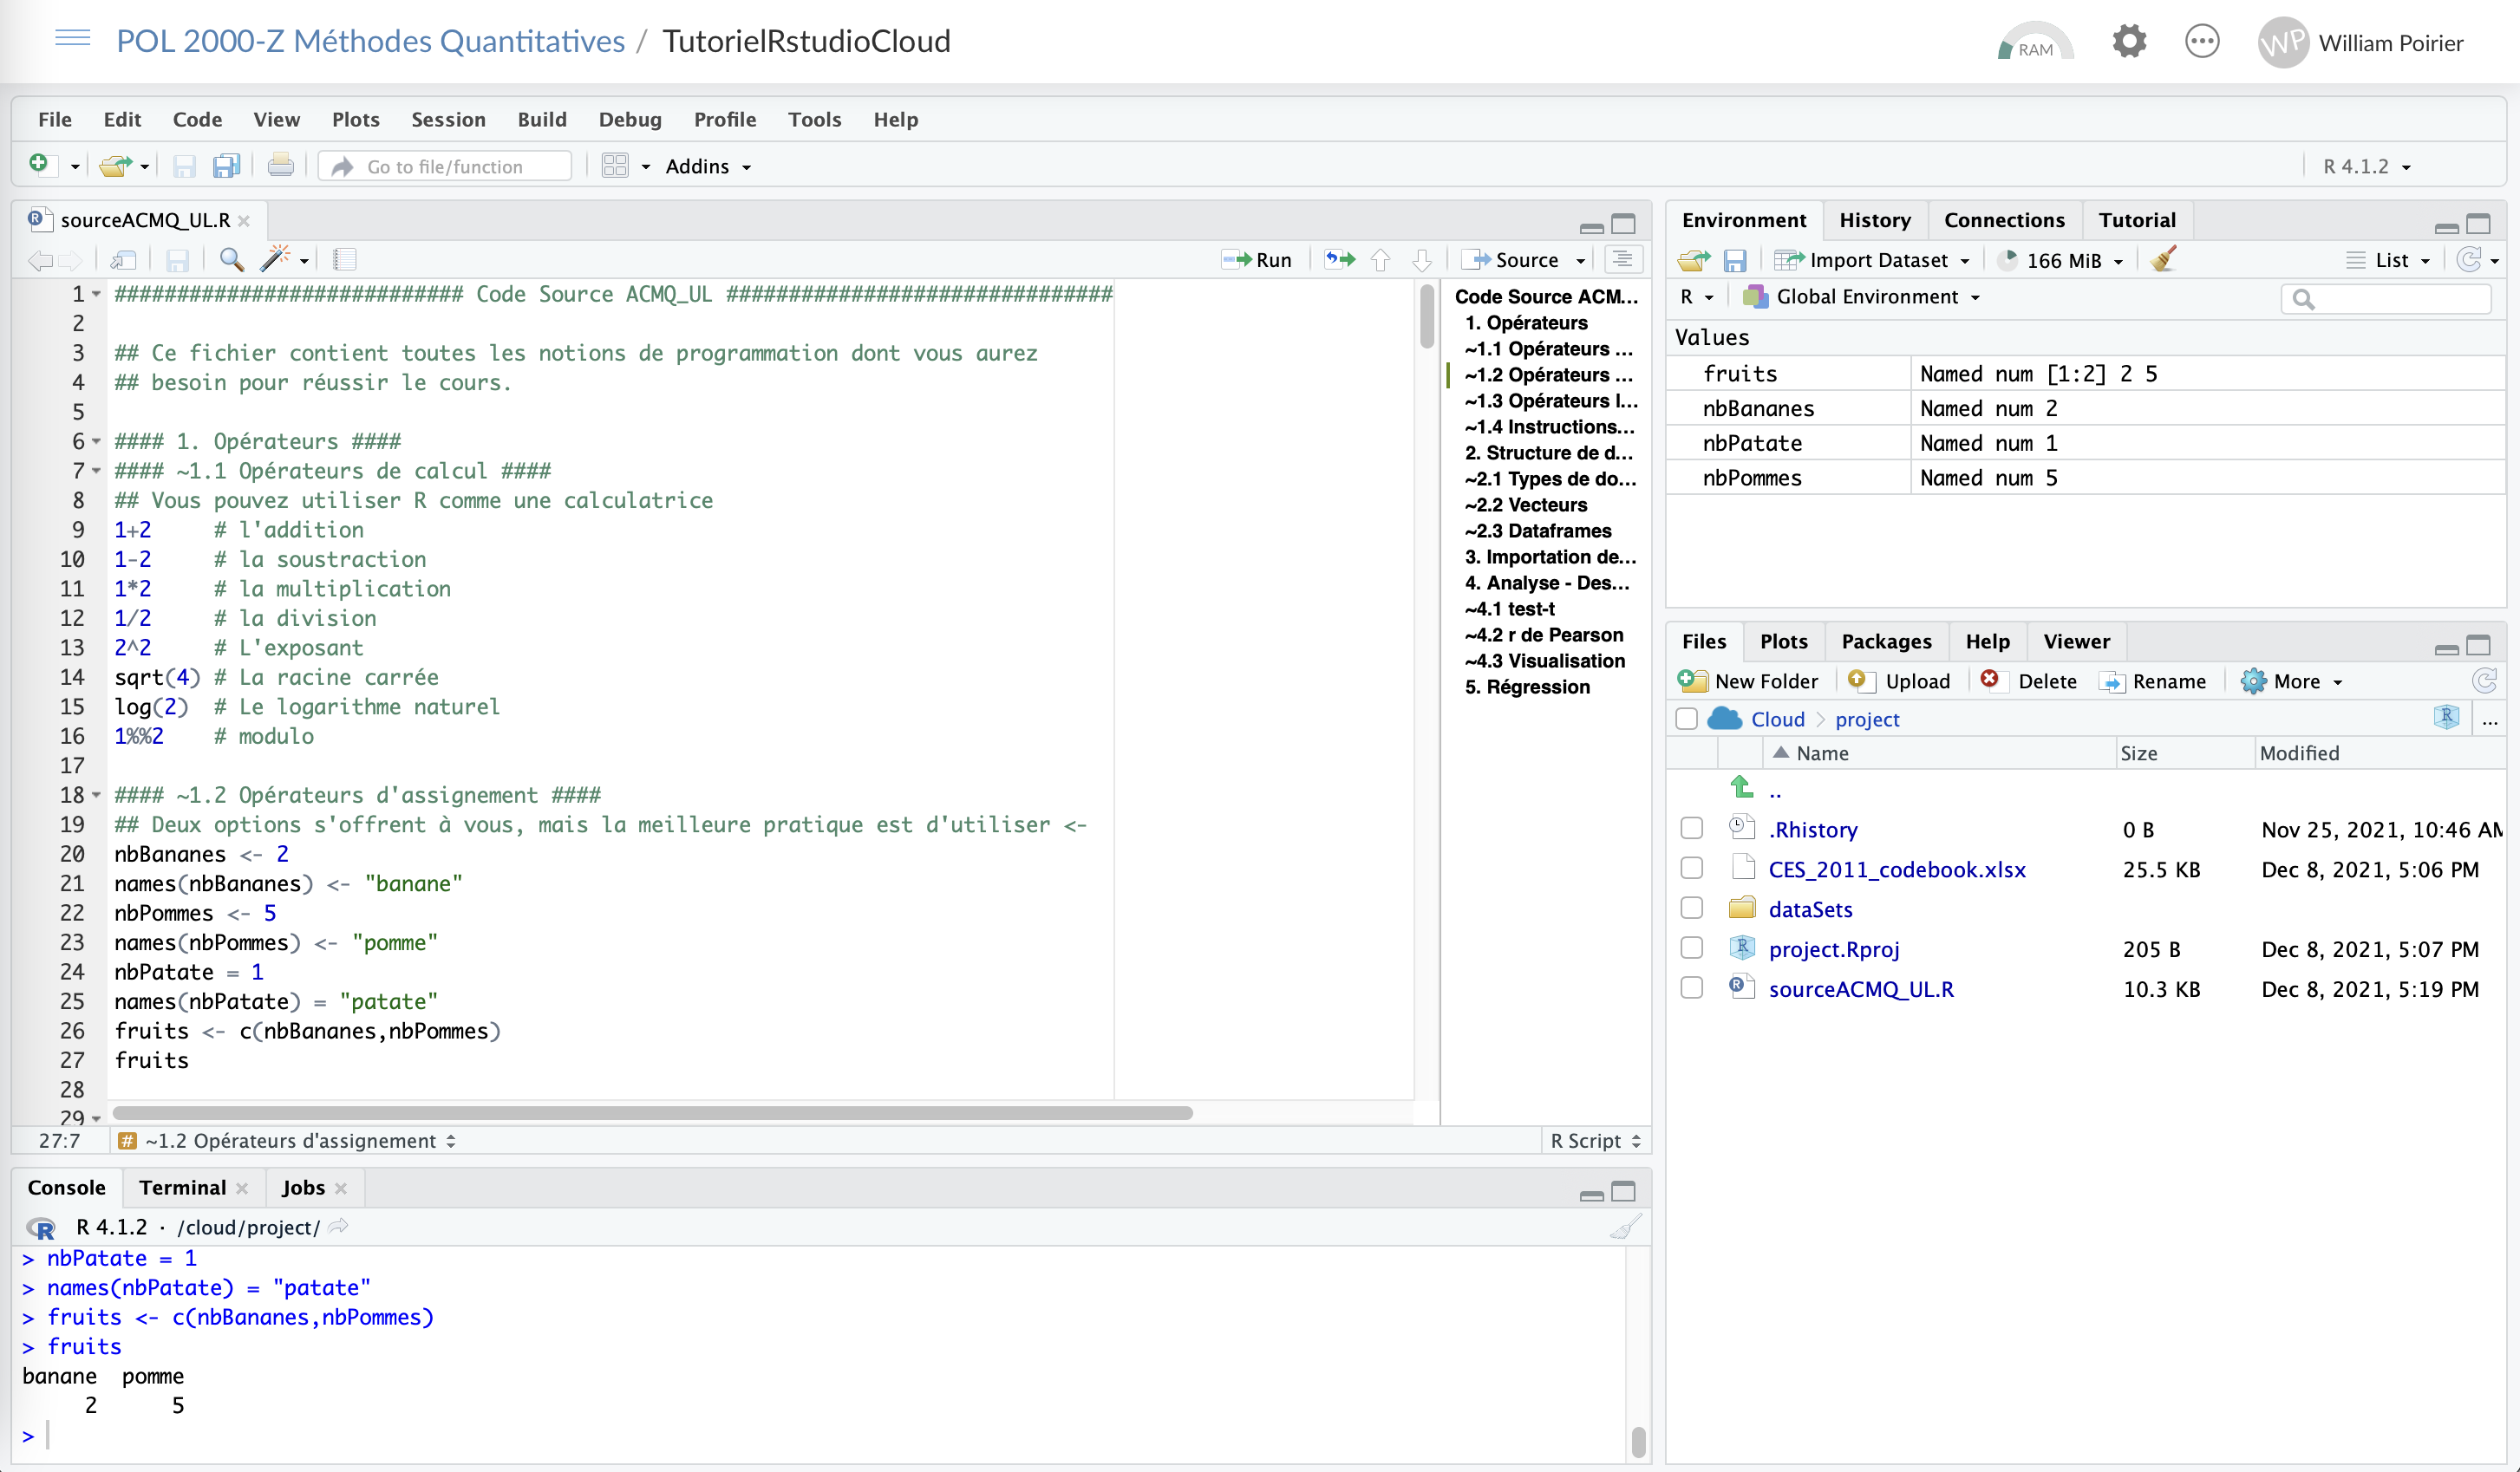 POL 2000-Z Méthodes Quantitatives / TutorielRstudioCloud
RAM
WP William Poirier
File Edit Code View Plots Session Build Debug Profile Tools Help
Go to file/function
Addins
R 4.1.2
sourceACMQ_UL.R
Run
Source
1 ############################ Code Source ACMQ_UL ###############################
2
3 ## Ce fichier contient toutes les notions de programmation dont vous aurez
4 ## besoin pour réussir le cours.
5
6 #### 1. Opérateurs ####
7 #### ~1.1 Opérateurs de calcul ####
8 ## Vous pouvez utiliser R comme une calculatrice
9 1+2     # l'addition
10 1-2     # la soustraction
11 1*2     # la multiplication
12 1/2     # la division
13 2^2     # L'exposant
14 sqrt(4) # La racine carrée
15 log(2)  # Le logarithme naturel
16 1%%2    # modulo
17
18 #### ~1.2 Opérateurs d'assignement ####
19 ## Deux options s'offrent à vous, mais la meilleure pratique est d'utiliser <-
20 nbBananes <- 2
21 names(nbBananes) <- "banane"
22 nbPommes <- 5
23 names(nbPommes) <- "pomme"
24 nbPatate = 1
25 names(nbPatate) = "patate"
26 fruits <- c(nbBananes,nbPommes)
27 fruits
28
29
Code Source ACM...
1. Opérateurs
~1.1 Opérateurs ...
~1.2 Opérateurs ...
~1.3 Opérateurs l...
~1.4 Instructions...
2. Structure de d...
~2.1 Types de do...
~2.2 Vecteurs
~2.3 Dataframes
3. Importation de...
4. Analyse - Des...
~4.1 test-t
~4.2 r de Pearson
~4.3 Visualisation
5. Régression
27:7 # ~1.2 Opérateurs d'assignement
R Script
Console Terminal Jobs
R 4.1.2 · /cloud/project/
> nbPatate = 1
> names(nbPatate) = "patate"
> fruits <- c(nbBananes,nbPommes)
> fruits
banane  pomme
     2      5
>
Environment History Connections Tutorial
Import Dataset 166 MiB List
R Global Environment
Values
fruits Named num [1:2] 2 5
nbBananes Named num 2
nbPatate Named num 1
nbPommes Named num 5
Files Plots Packages Help Viewer
New Folder Upload Delete Rename More
Cloud > project ...
Name Size Modified
..
.Rhistory 0 B Nov 25, 2021, 10:46 AM
CES_2011_codebook.xlsx 25.5 KB Dec 8, 2021, 5:06 PM
dataSets
project.Rproj 205 B Dec 8, 2021, 5:07 PM
sourceACMQ_UL.R 10.3 KB Dec 8, 2021, 5:19 PM